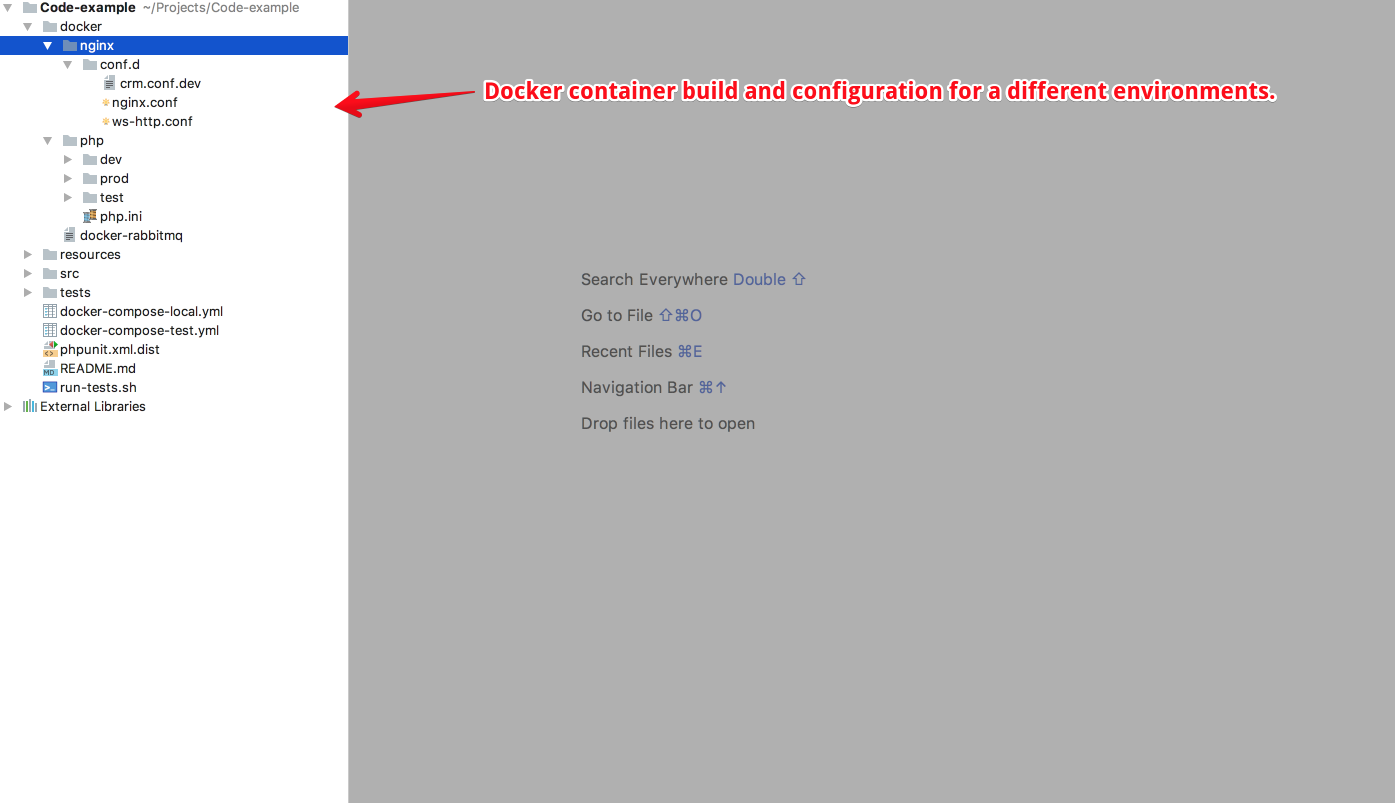 Code-example ~/Projects/Code-example
docker
nginx
conf.d
crm.conf.dev
nginx.conf
ws-http.conf
php
dev
prod
test
php.ini
docker-rabbitmq
resources
src
tests
docker-compose-local.yml
docker-compose-test.yml
phpunit.xml.dist
README.md
run-tests.sh
External Libraries
Docker container build and configuration for a different environments.
Search Everywhere Double ⇧
Go to File ⇧⌘O
Recent Files ⌘E
Navigation Bar ⌘↑
Drop files here to open